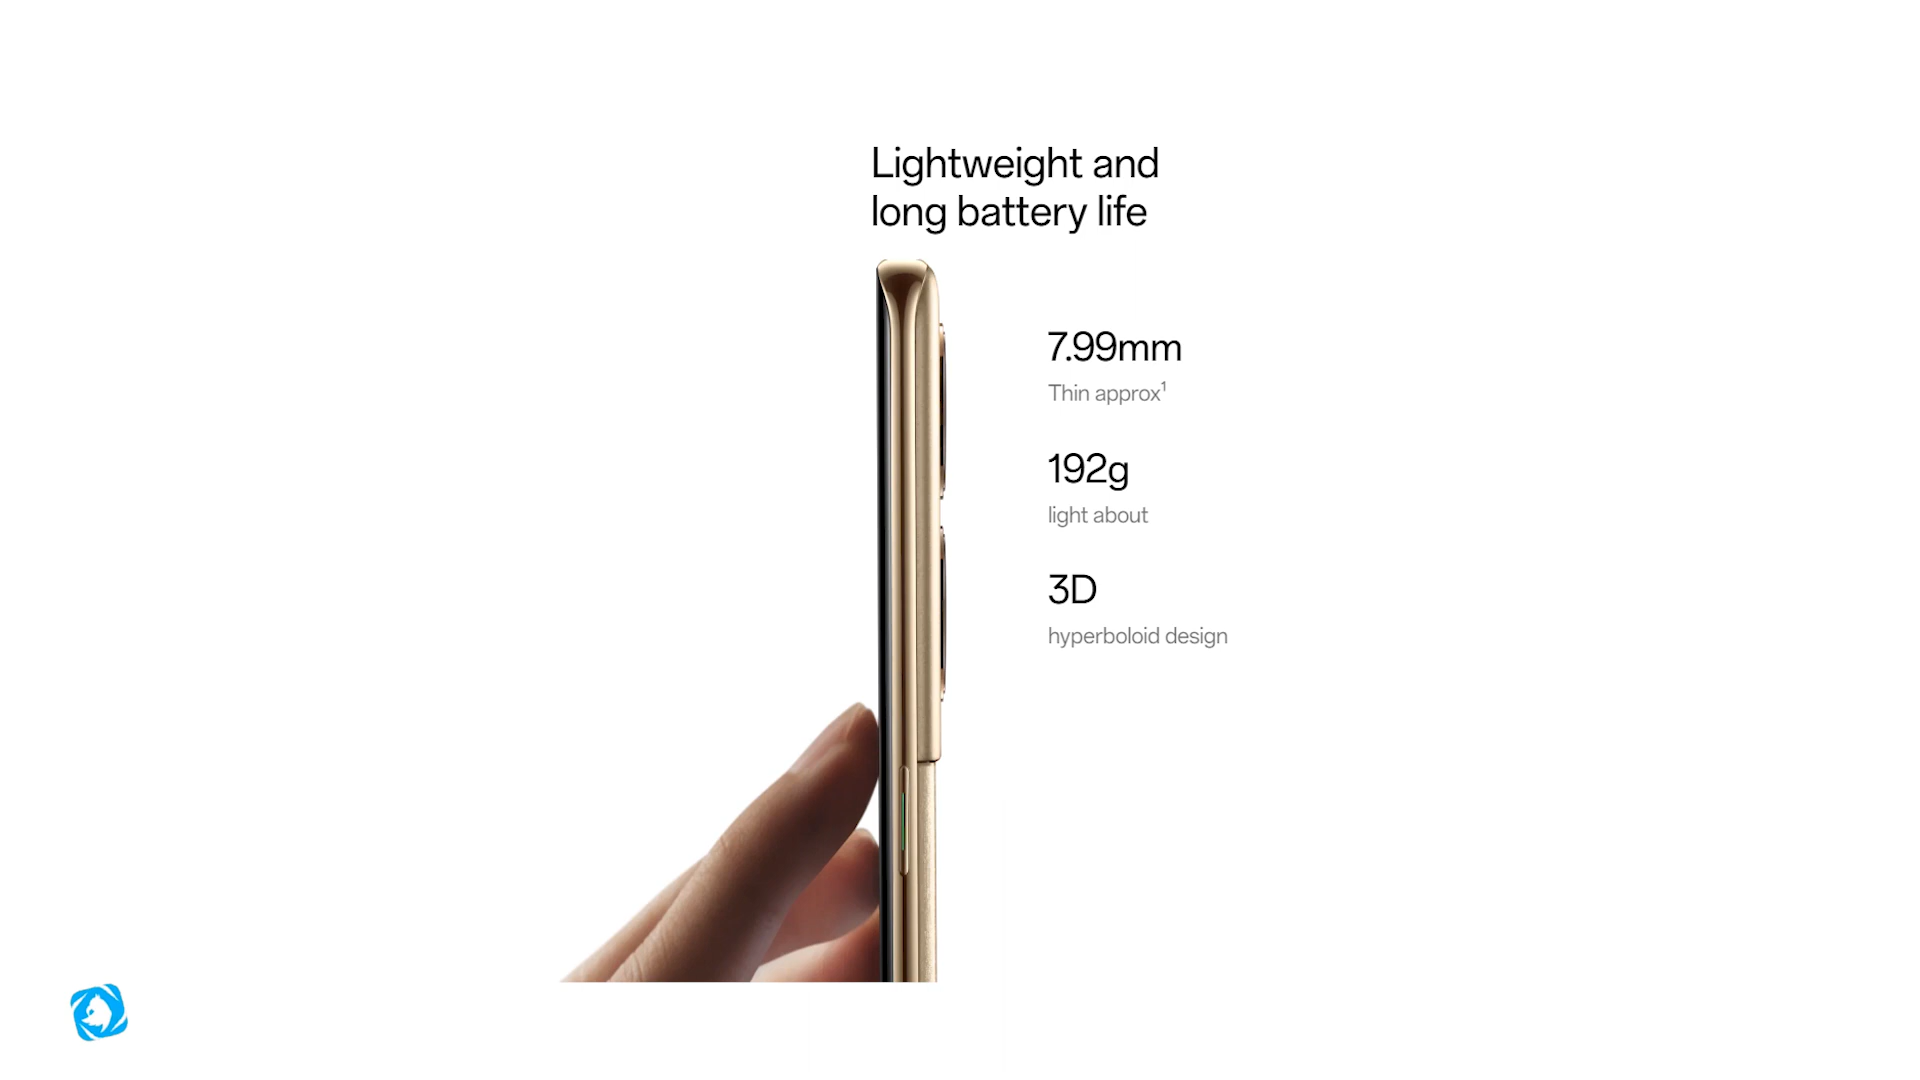 Lightweight and
long battery life
7.99mm
Thin approx¹
192g
light about
3D
hyperboloid design